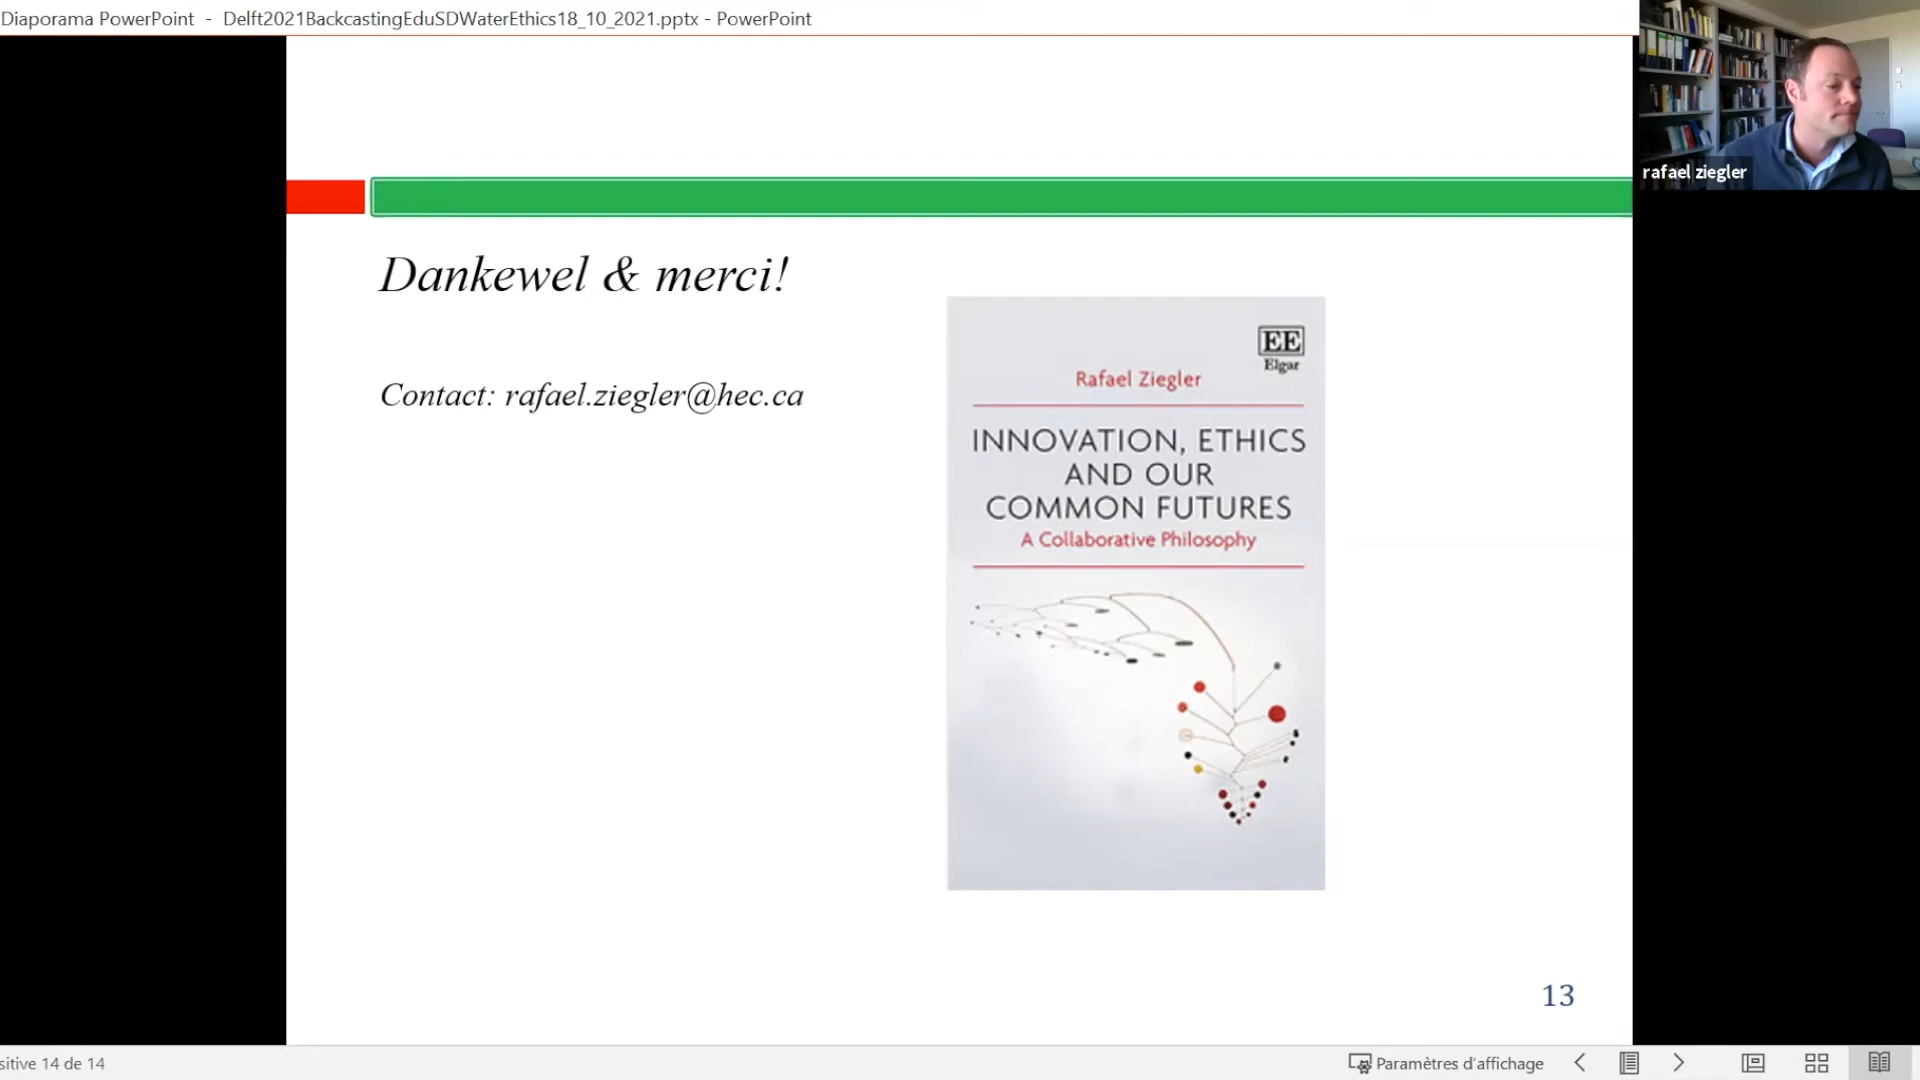 Diaporama PowerPoint - Delft2021BackcastingEduSDWaterEthics18_10_2021.pptx - PowerPoint
rafael ziegler
Dankewel & merci!
Contact: rafael.ziegler@hec.ca
EE
Elgar
Rafael Ziegler
INNOVATION, ETHICS
AND OUR
COMMON FUTURES
A Collaborative Philosophy
13
sitive 14 de 14
Paramètres d'affichage